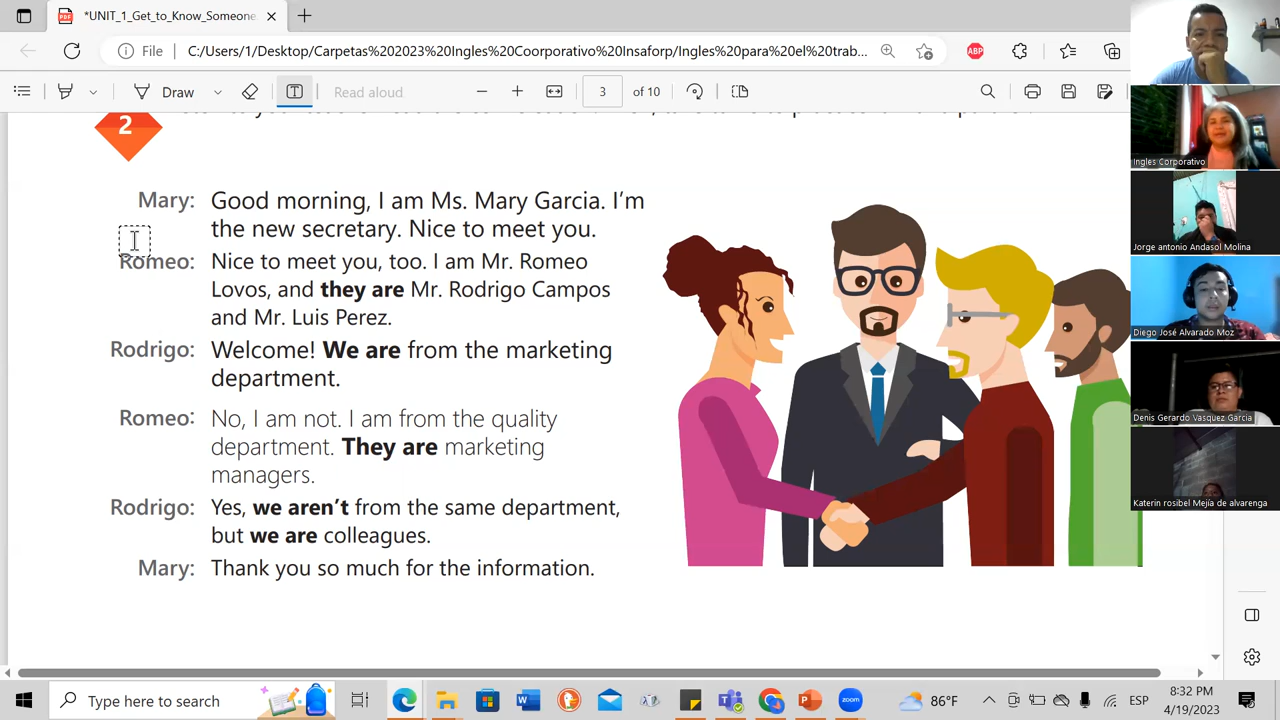 *UNIT_1_Get_to_Know_Someone.
File
C:/Users/1/Desktop/Carpetas%202023%20Ingles%20Coorporativo%20Insaforp/Ingles%20para%20el%20trab...
Draw
Read aloud
3 of 10
2
Mary: Good morning, I am Ms. Mary Garcia. I'm
the new secretary. Nice to meet you.
Romeo: Nice to meet you, too. I am Mr. Romeo
Lovos, and they are Mr. Rodrigo Campos
and Mr. Luis Perez.
Rodrigo: Welcome! We are from the marketing
department.
Romeo: No, I am not. I am from the quality
department. They are marketing
managers.
Rodrigo: Yes, we aren't from the same department,
but we are colleagues.
Mary: Thank you so much for the information.
ABP
Ingles Corporativo
Jorge antonio Andasol Molina
Diego José Alvarado Moz
Denis Gerardo Vasquez Garcia
Katerin rosibel Mejía de alvarenga
Type here to search
86°F
ESP
8:32 PM
4/19/2023